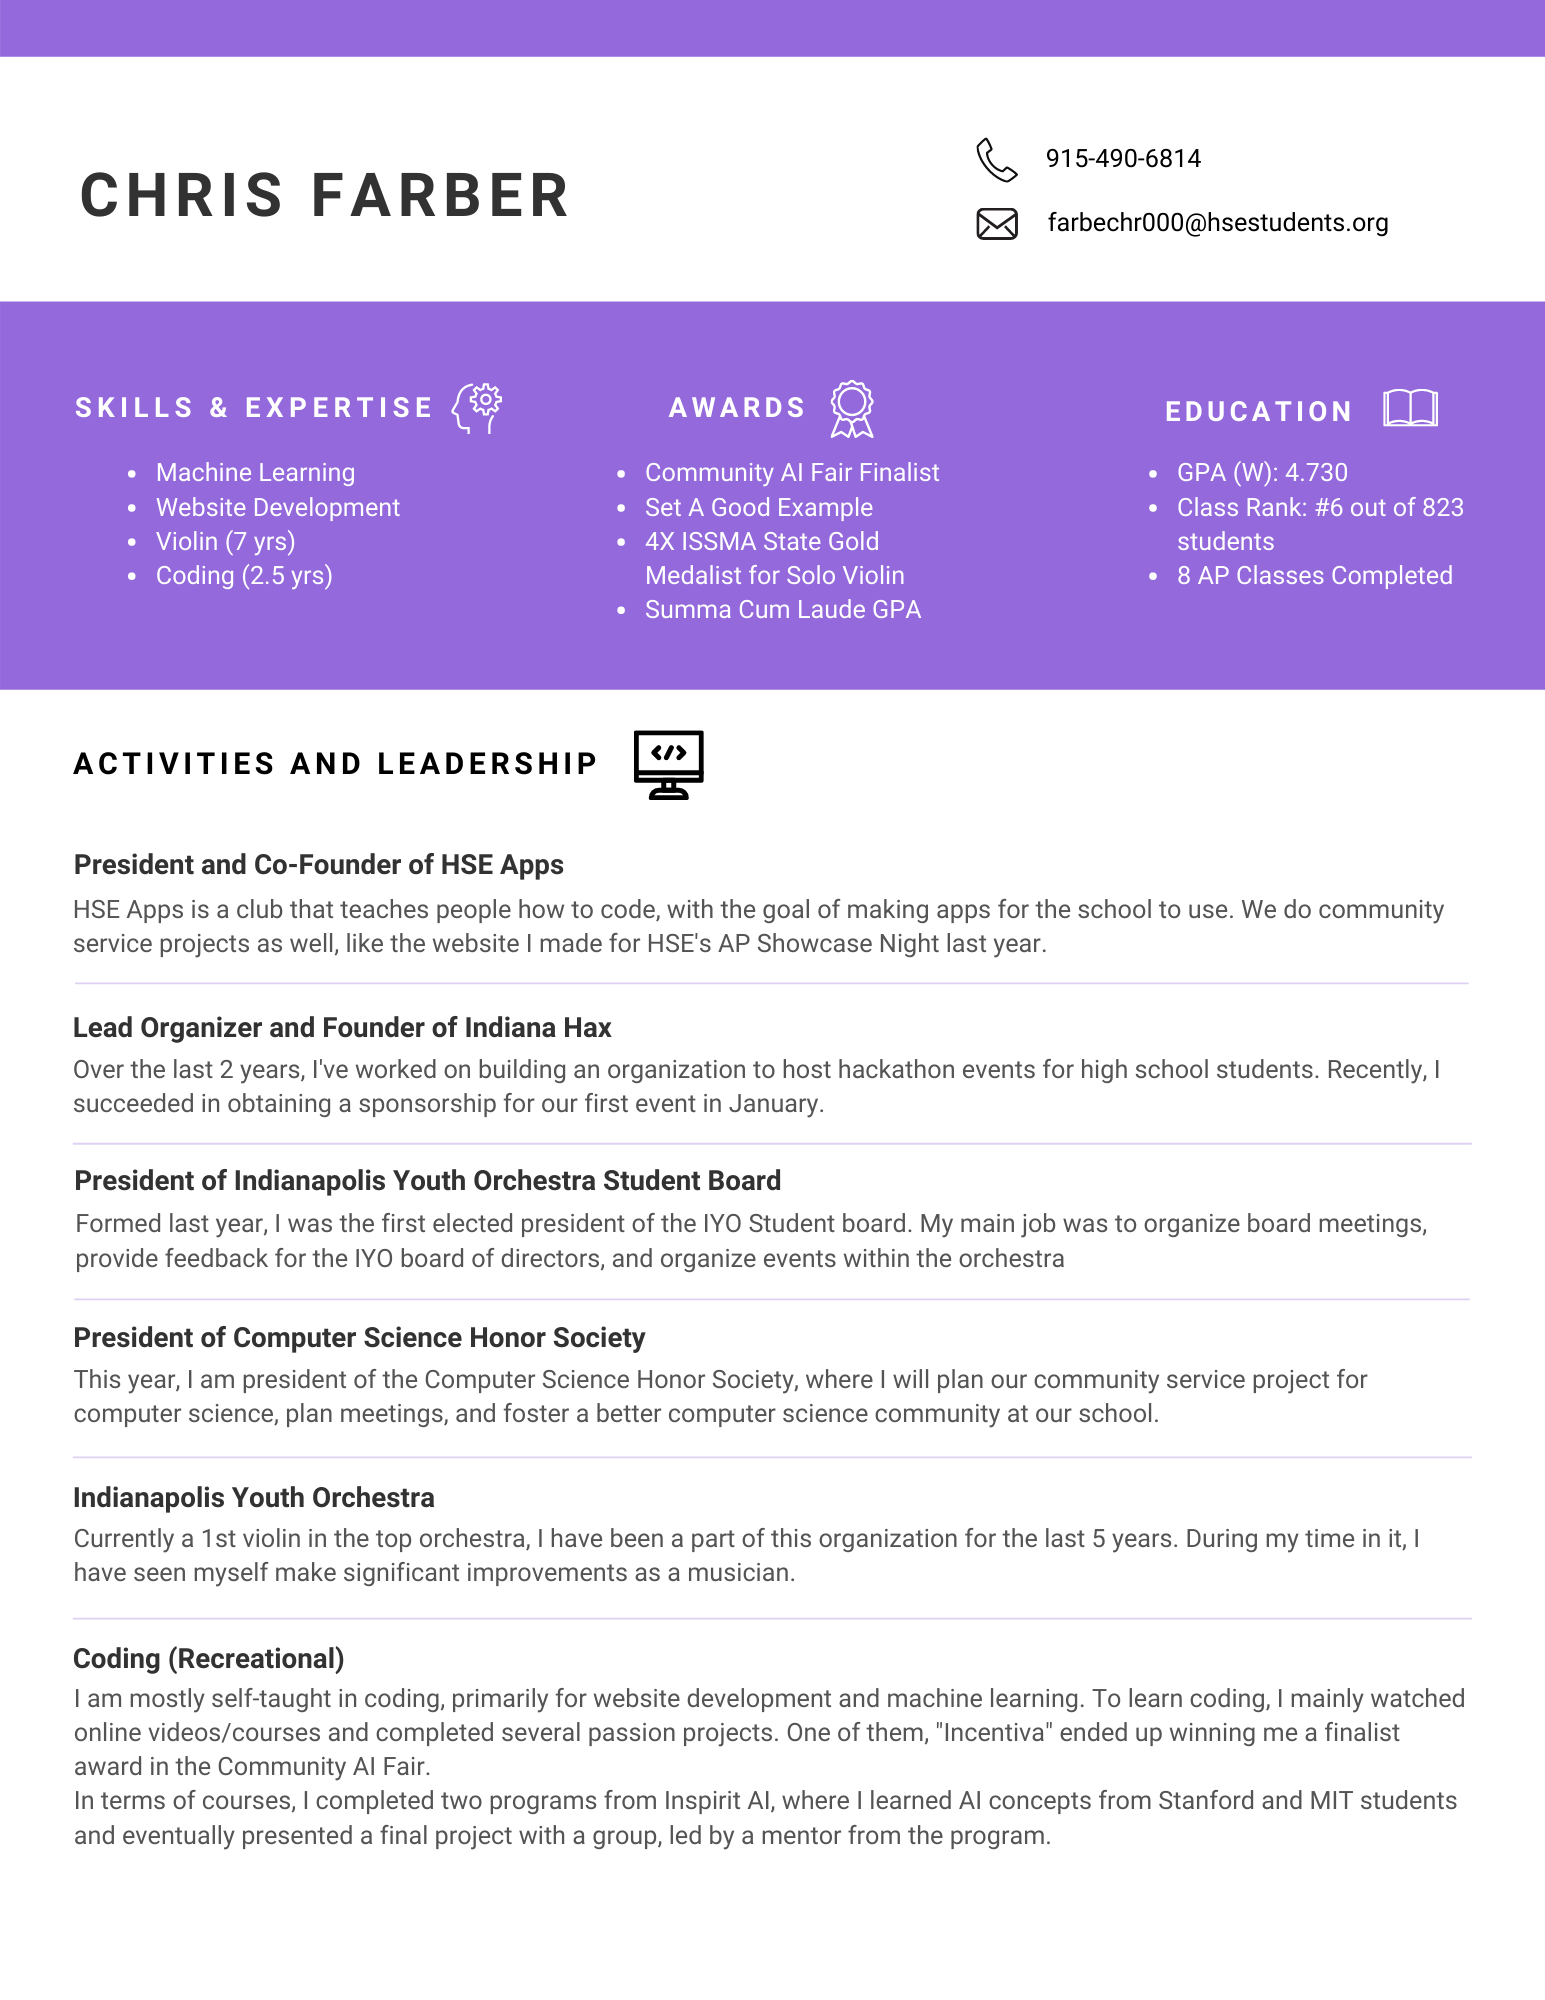 CHRIS FARBER
915-490-6814
farbechr000@hsestudents.org
SKILLS & EXPERTISE
• Machine Learning
• Website Development
• Violin (7 yrs)
• Coding (2.5 yrs)
AWARDS
• Community AI Fair Finalist
• Set A Good Example
• 4X ISSMA State Gold
Medalist for Solo Violin
• Summa Cum Laude GPA
EDUCATION
• GPA (W): 4.730
• Class Rank: #6 out of 823
students
• 8 AP Classes Completed
ACTIVITIES AND LEADERSHIP
</>
President and Co-Founder of HSE Apps
HSE Apps is a club that teaches people how to code, with the goal of making apps for the school to use. We do community
service projects as well, like the website I made for HSE's AP Showcase Night last year.
Lead Organizer and Founder of Indiana Hax
Over the last 2 years, I've worked on building an organization to host hackathon events for high school students. Recently, I
succeeded in obtaining a sponsorship for our first event in January.
President of Indianapolis Youth Orchestra Student Board
Formed last year, I was the first elected president of the IYO Student board. My main job was to organize board meetings,
provide feedback for the IYO board of directors, and organize events within the orchestra
President of Computer Science Honor Society
This year, I am president of the Computer Science Honor Society, where I will plan our community service project for
computer science, plan meetings, and foster a better computer science community at our school.
Indianapolis Youth Orchestra
Currently a 1st violin in the top orchestra, I have been a part of this organization for the last 5 years. During my time in it, I
have seen myself make significant improvements as a musician.
Coding (Recreational)
I am mostly self-taught in coding, primarily for website development and machine learning. To learn coding, I mainly watched
online videos/courses and completed several passion projects. One of them, "Incentiva" ended up winning me a finalist
award in the Community AI Fair.
In terms of courses, I completed two programs from Inspirit AI, where I learned AI concepts from Stanford and MIT students
and eventually presented a final project with a group, led by a mentor from the program.